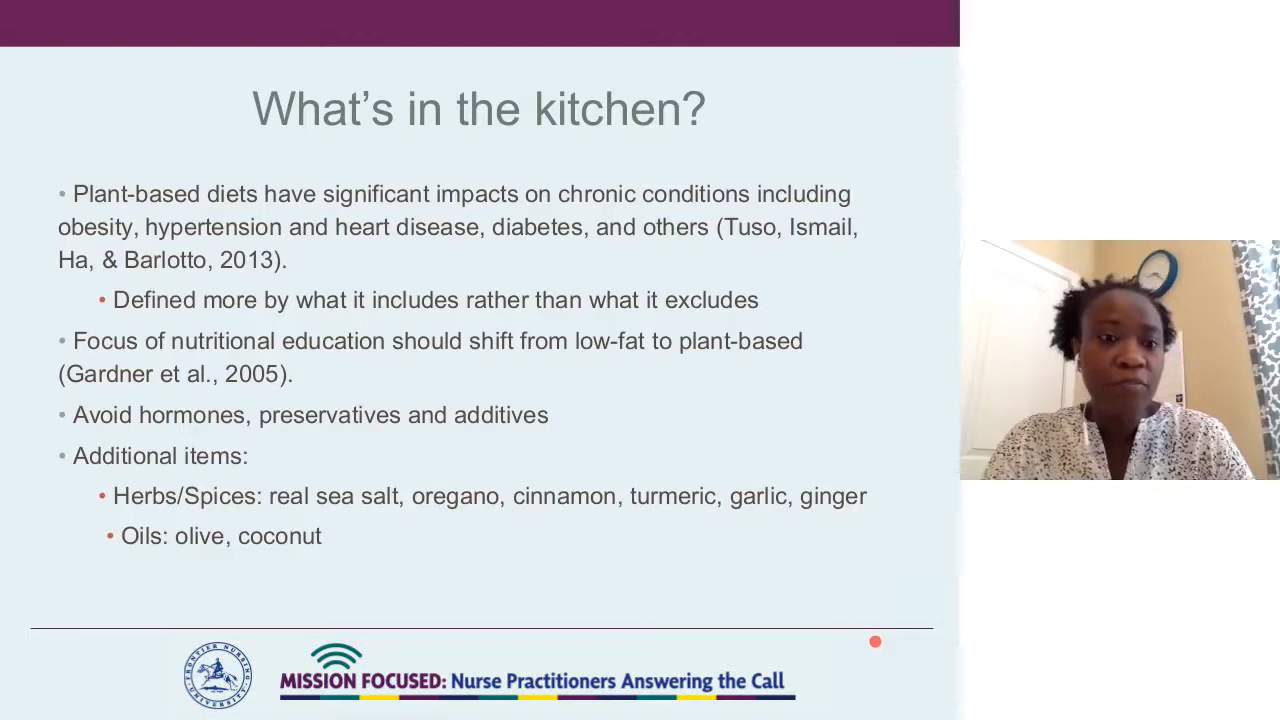 What's in the kitchen?
• Plant-based diets have significant impacts on chronic conditions including
obesity, hypertension and heart disease, diabetes, and others (Tuso, Ismail,
Ha, & Barlotto, 2013).
• Defined more by what it includes rather than what it excludes
• Focus of nutritional education should shift from low-fat to plant-based
(Gardner et al., 2005).
• Avoid hormones, preservatives and additives
• Additional items:
• Herbs/Spices: real sea salt, oregano, cinnamon, turmeric, garlic, ginger
• Oils: olive, coconut
FRONTIER NURSING UNIVERSITY
MISSION FOCUSED: Nurse Practitioners Answering the Call